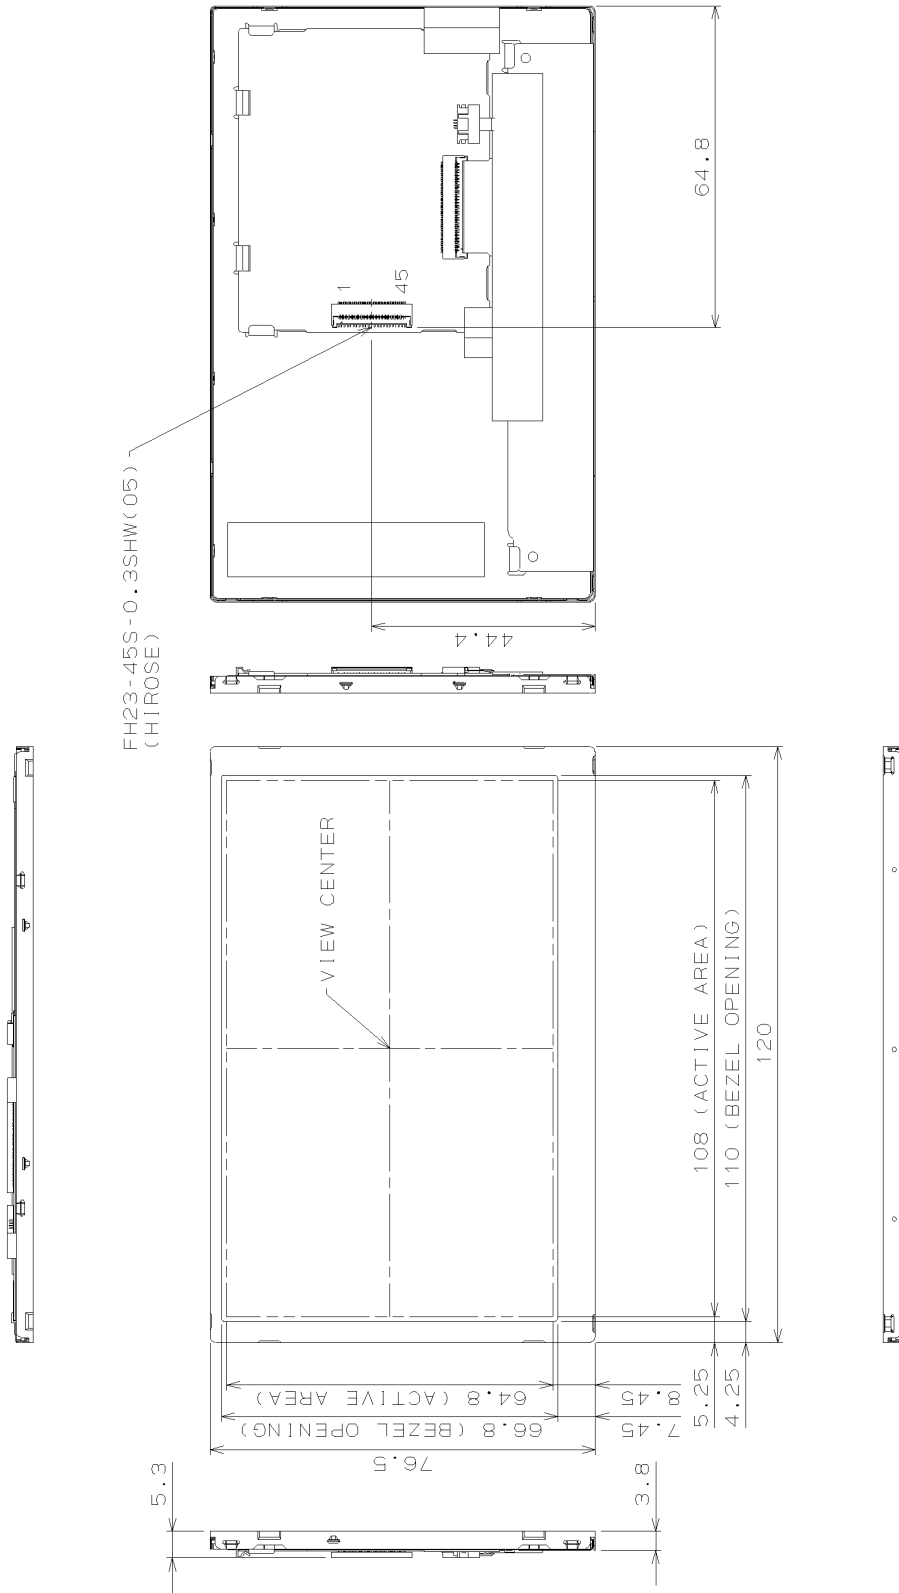 64.8
1
45
FH23-45S-0.3SHW(05)
(HIROSE)
44.4
VIEW CENTER
108 (ACTIVE AREA)
110 (BEZEL OPENING)
120
5.25
4.25
64.8 (ACTIVE AREA)
8.45
66.8 (BEZEL OPENING)
7.45
76.5
5.3
3.8